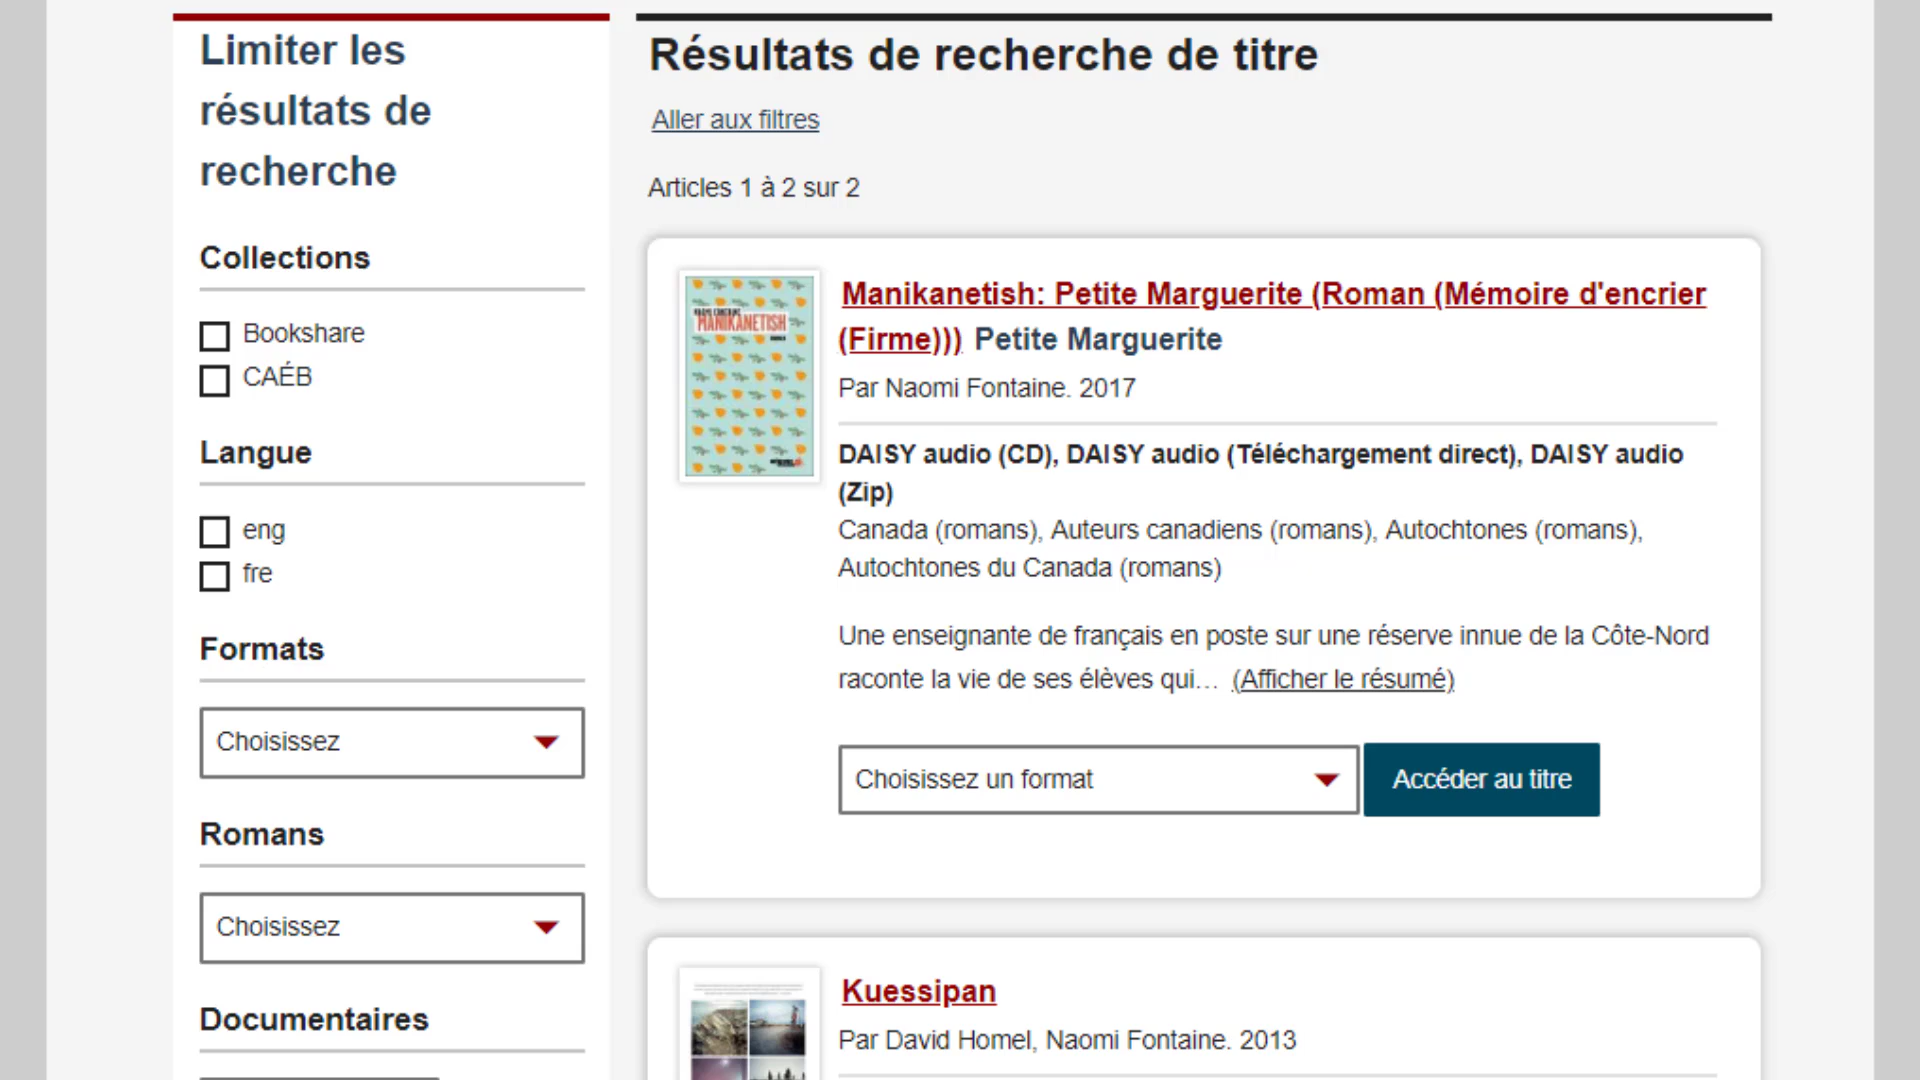 Limiter les
résultats de
recherche
Collections
Bookshare
CAÉB
Langue
eng
fre
Formats
Choisissez
Romans
Choisissez
Documentaires
Résultats de recherche de titre
Aller aux filtres
Articles 1 à 2 sur 2
MANIKANETISH
Manikanetish: Petite Marguerite (Roman (Mémoire d'encrier
(Firme))) Petite Marguerite
Par Naomi Fontaine. 2017
DAISY audio (CD), DAISY audio (Téléchargement direct), DAISY audio
(Zip)
Canada (romans), Auteurs canadiens (romans), Autochtones (romans),
Autochtones du Canada (romans)
Une enseignante de français en poste sur une réserve innue de la Côte-Nord
raconte la vie de ses élèves qui… (Afficher le résumé)
Choisissez un format
Accéder au titre
Kuessipan
Par David Homel, Naomi Fontaine. 2013